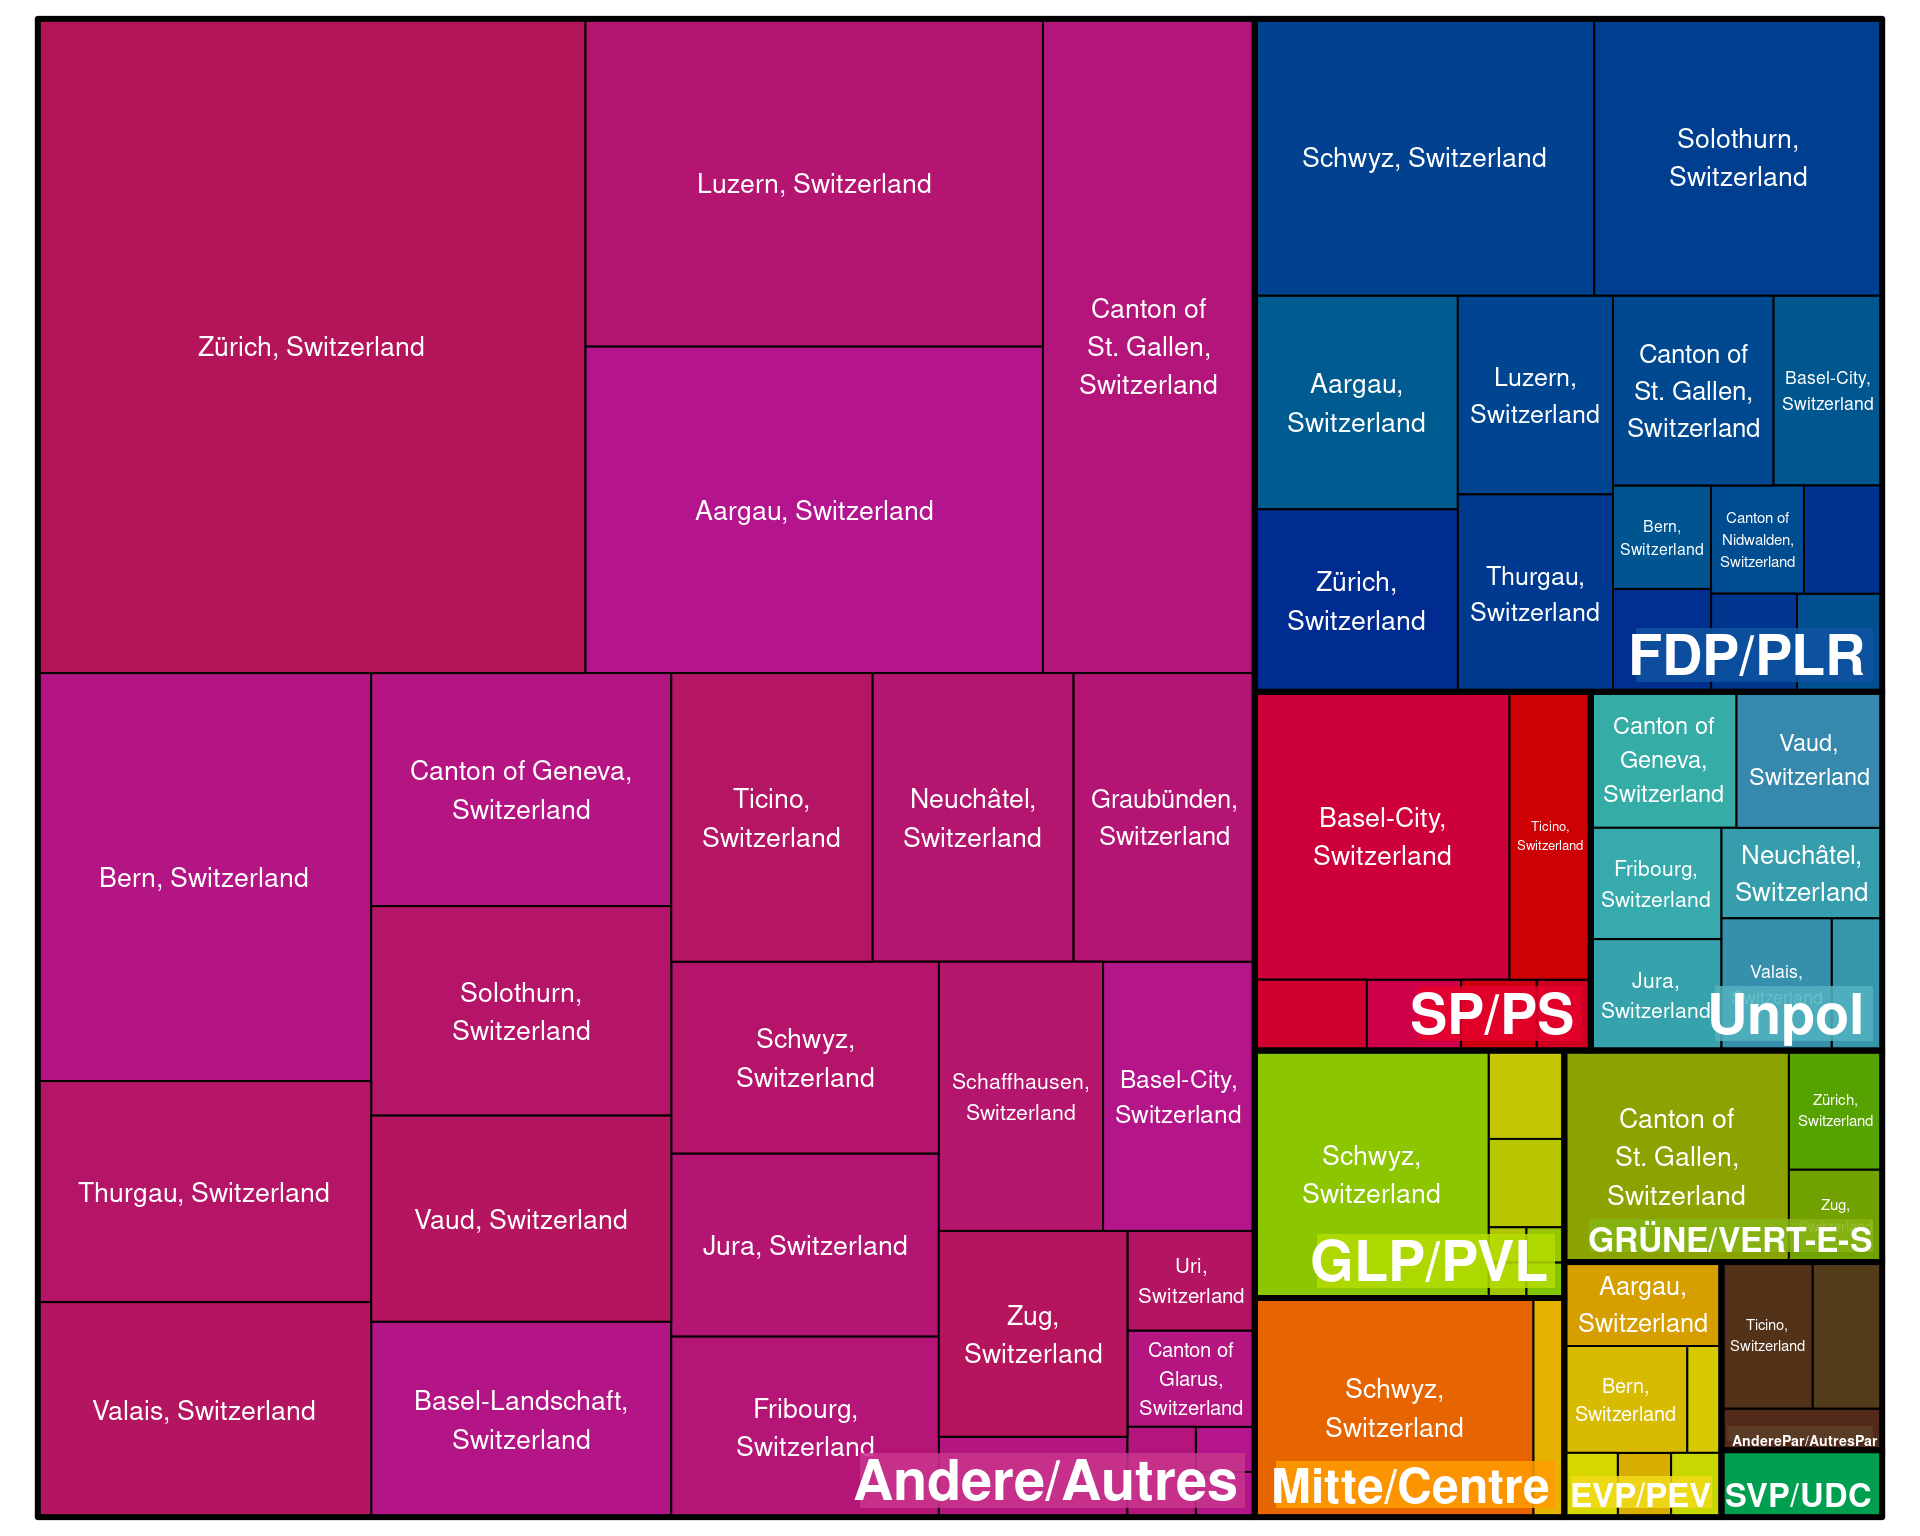 Zürich, Switzerland
Luzern, Switzerland
Aargau, Switzerland
Canton of
St. Gallen,
Switzerland
Bern, Switzerland
Thurgau, Switzerland
Valais, Switzerland
Canton of Geneva,
Switzerland
Solothurn,
Switzerland
Vaud, Switzerland
Basel-Landschaft,
Switzerland
Ticino,
Switzerland
Neuchâtel,
Switzerland
Graubünden,
Switzerland
Schwyz,
Switzerland
Jura, Switzerland
Fribourg,
Switzerland
Schaffhausen,
Switzerland
Basel-City,
Switzerland
Zug,
Switzerland
Uri,
Switzerland
Canton of
Glarus,
Switzerland
Andere/Autres
Schwyz, Switzerland
Solothurn,
Switzerland
Aargau,
Switzerland
Zürich,
Switzerland
Luzern,
Switzerland
Thurgau,
Switzerland
Canton of
St. Gallen,
Switzerland
Basel-City,
Switzerland
Bern,
Switzerland
Canton of
Nidwalden,
Switzerland
FDP/PLR
Basel-City,
Switzerland
Ticino,
Switzerland
SP/PS
Canton of
Geneva,
Switzerland
Vaud,
Switzerland
Fribourg,
Switzerland
Neuchâtel,
Switzerland
Jura,
Switzerland
Valais,
Switzerland
Unpol
Schwyz,
Switzerland
GLP/PVL
Canton of
St. Gallen,
Switzerland
Zürich,
Switzerland
Zug,
Switzerland
GRÜNE/VERT-E-S
Schwyz,
Switzerland
Mitte/Centre
Aargau,
Switzerland
Bern,
Switzerland
EVP/PEV
Ticino,
Switzerland
AnderePar/AutresPar
SVP/UDC